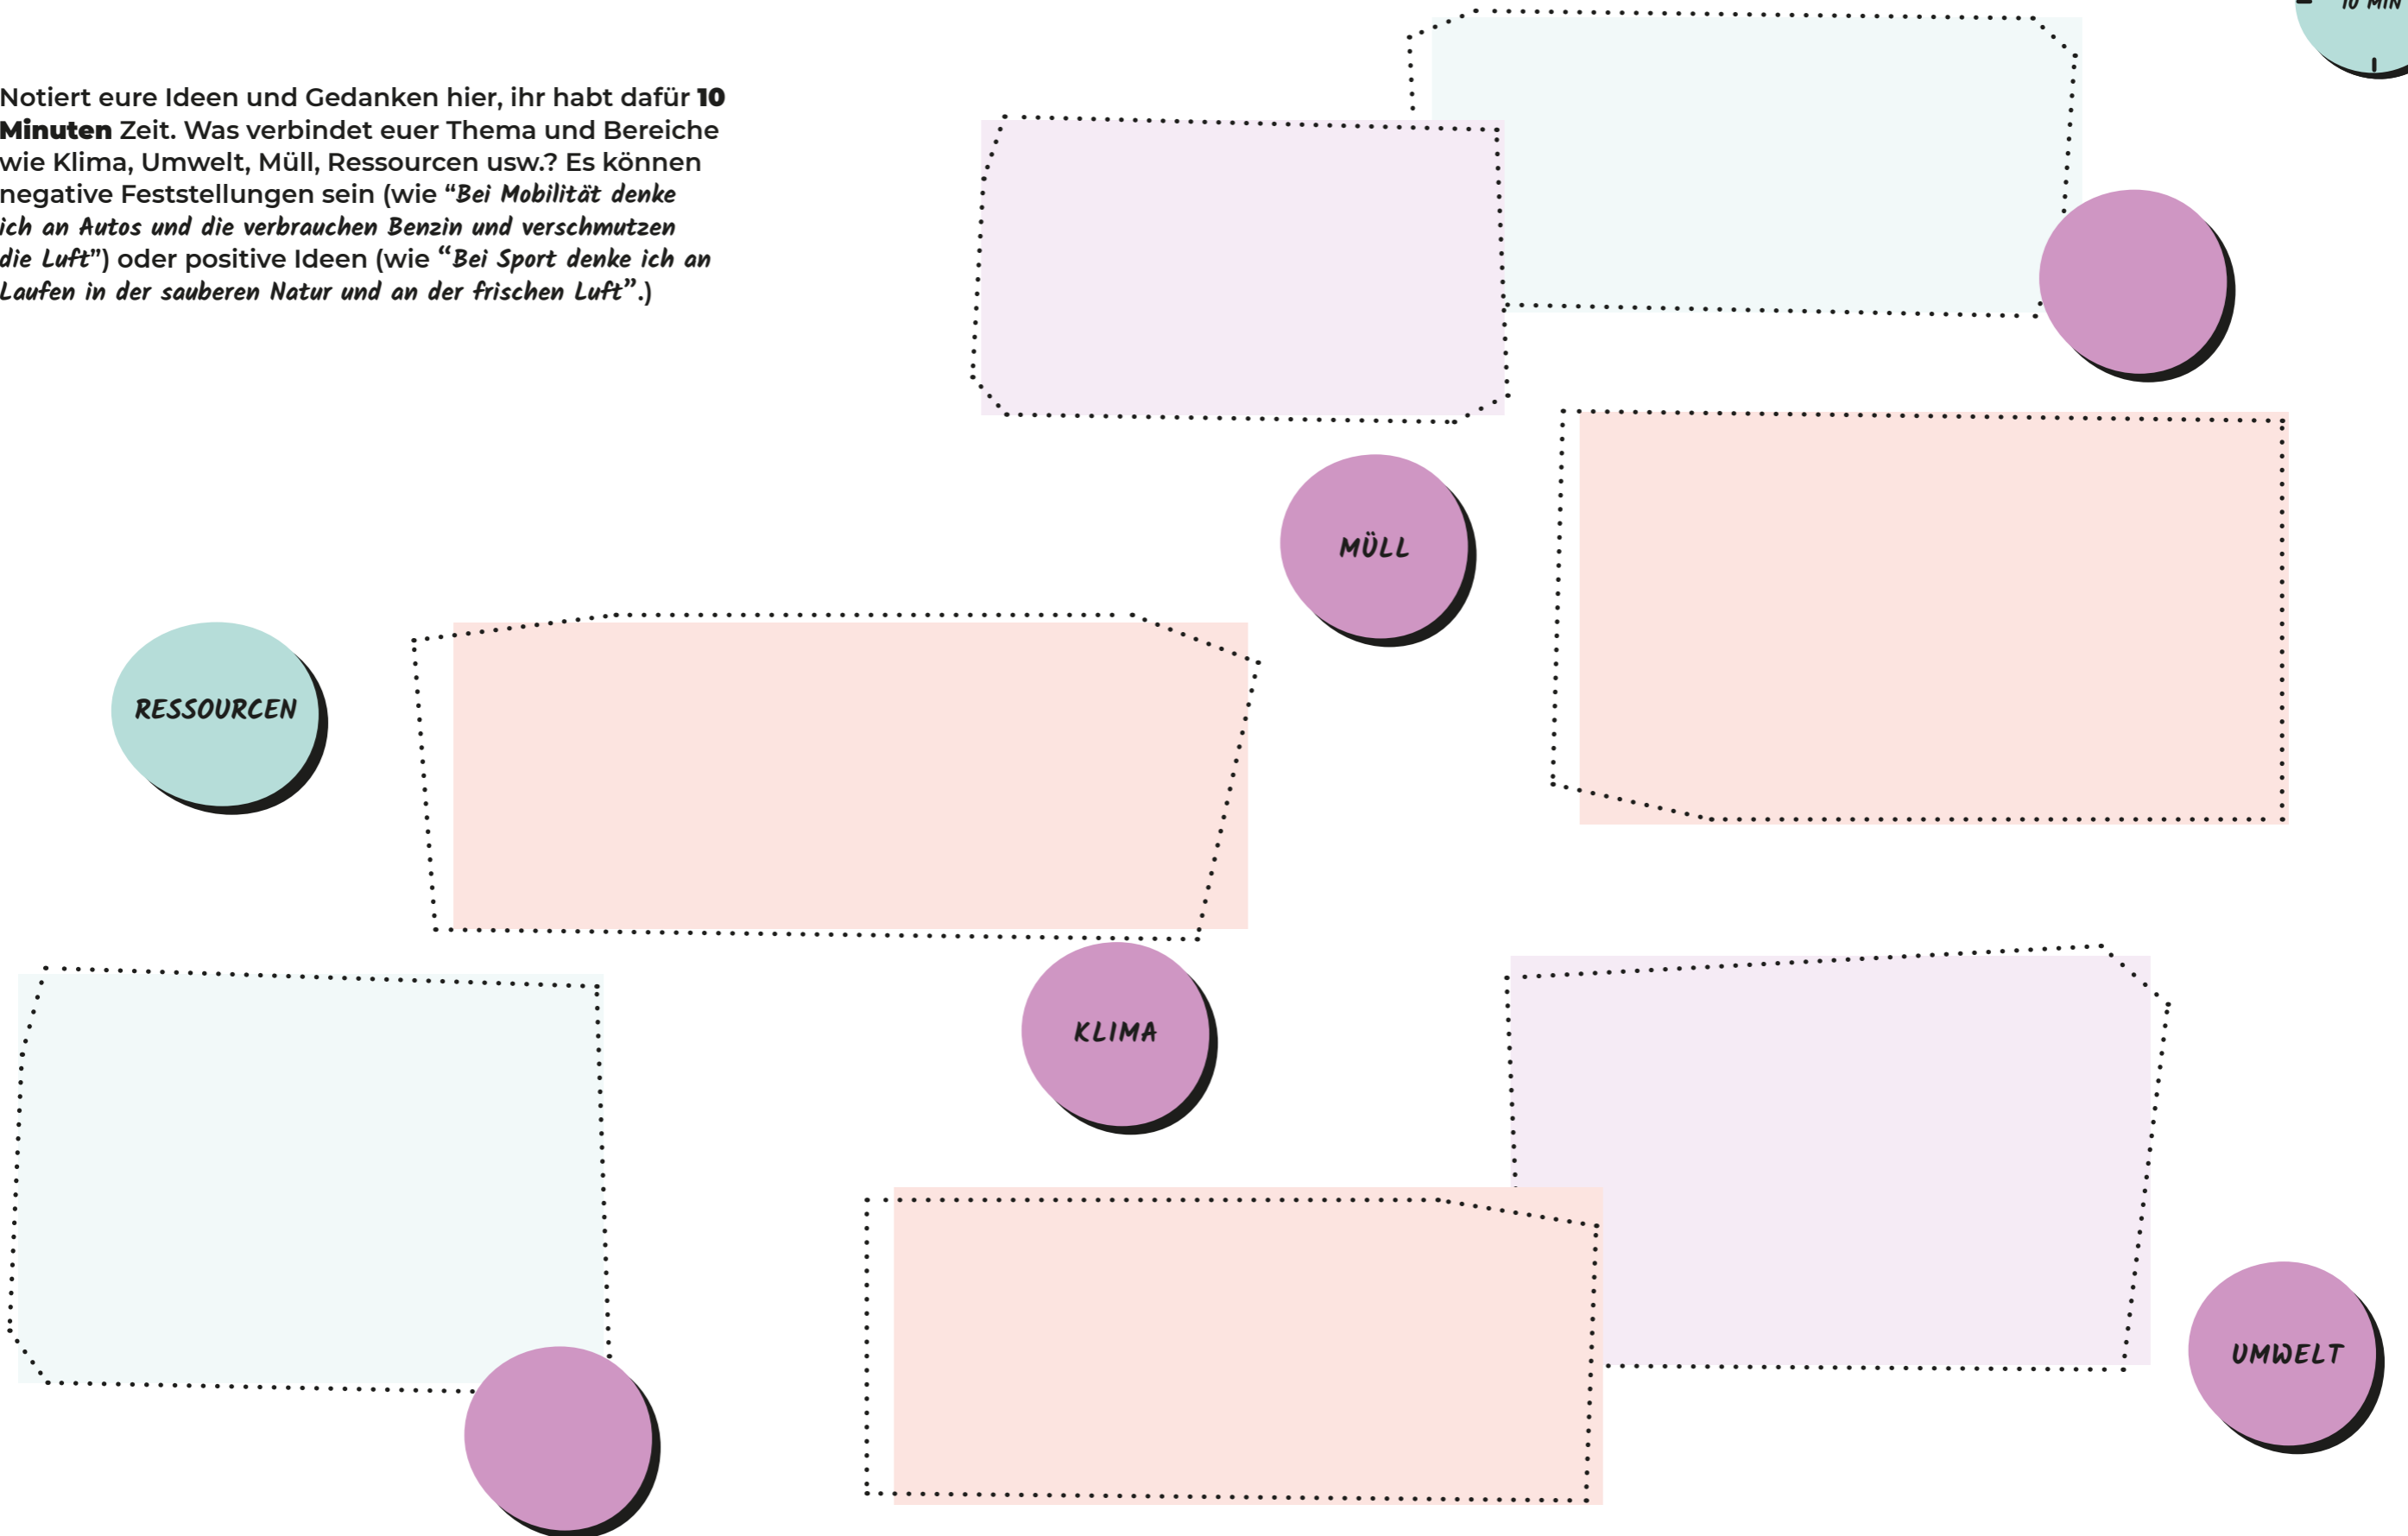 10 MIN
Notiert eure Ideen und Gedanken hier, ihr habt dafür 10
Minuten Zeit. Was verbindet euer Thema und Bereiche
wie Klima, Umwelt, Müll, Ressourcen usw.? Es können
negative Feststellungen sein (wie “Bei Mobilität denke
ich an Autos und die verbrauchen Benzin und verschmutzen
die Luft”) oder positive Ideen (wie “Bei Sport denke ich an
Laufen in der sauberen Natur und an der frischen Luft”.)
MÜLL
RESSOURCEN
KLIMA
UMWELT